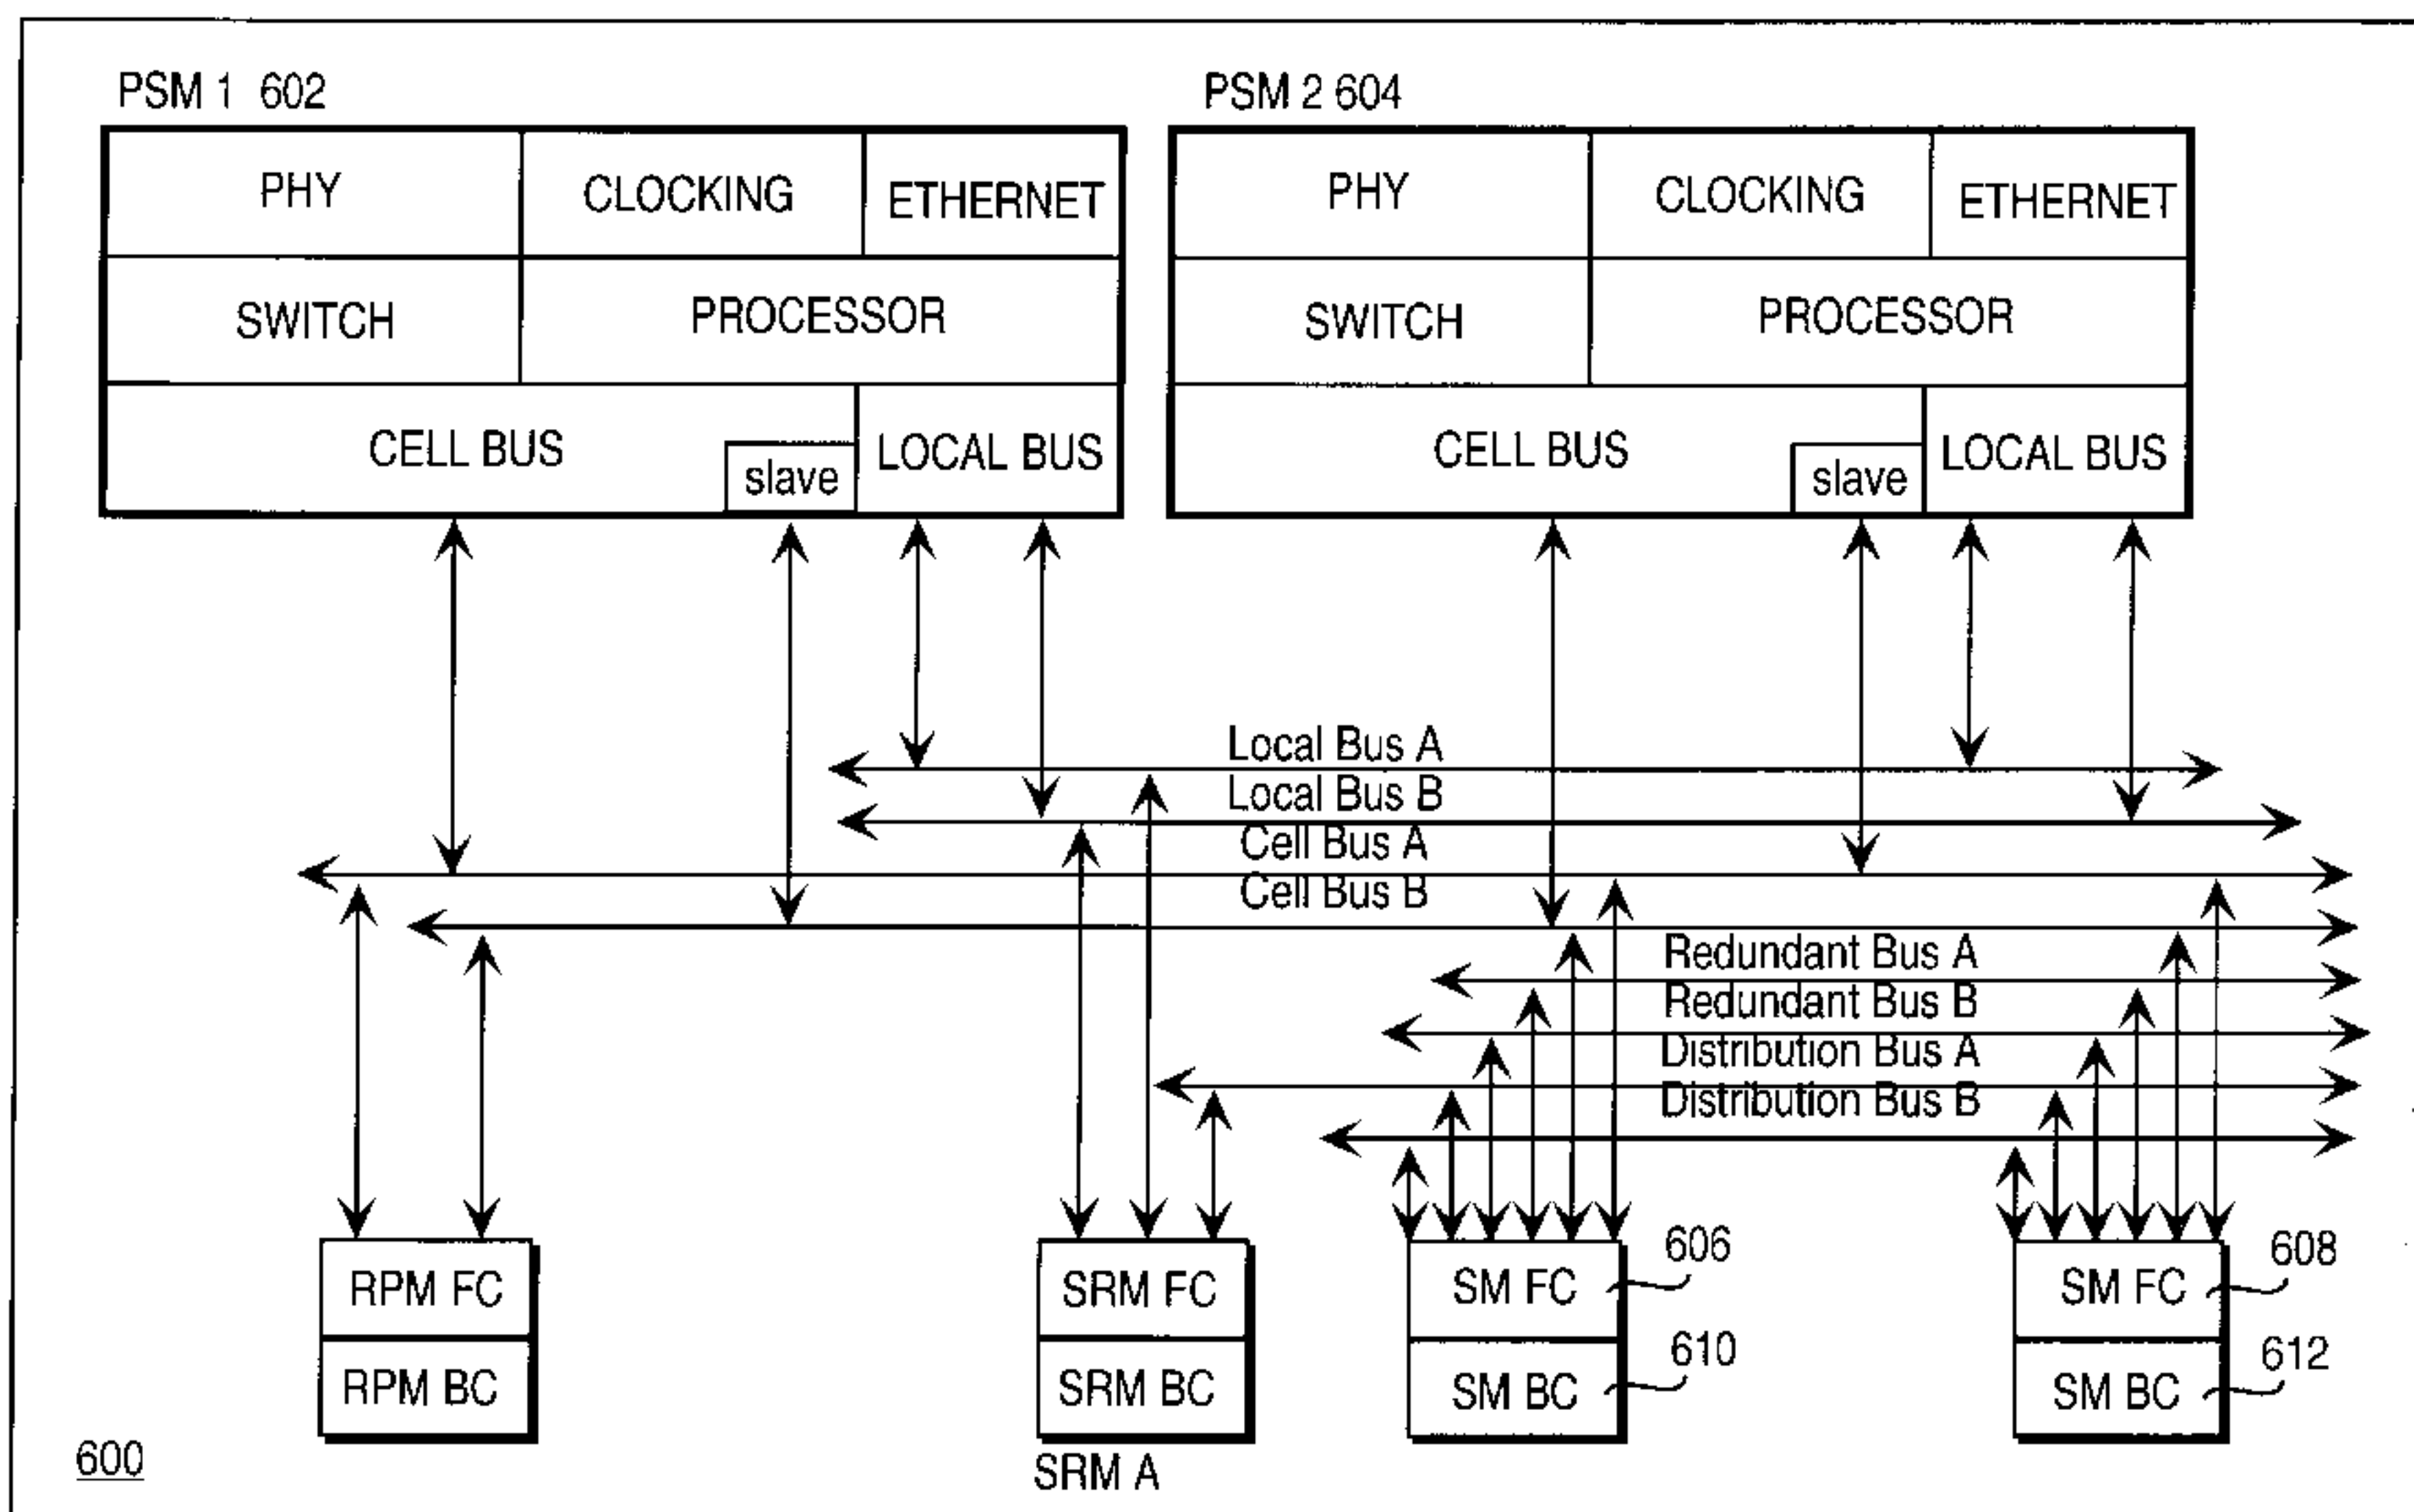 PSM 1 602
PSM 2 604
PHY CLOCKING ETHERNET
SWITCH PROCESSOR
CELL BUS slave LOCAL BUS
PHY CLOCKING ETHERNET
SWITCH PROCESSOR
CELL BUS slave LOCAL BUS
Local Bus A
Local Bus B
Cell Bus A
Cell Bus B
Redundant Bus A
Redundant Bus B
Distribution Bus A
Distribution Bus B
RPM FC
RPM BC
SRM FC
SRM BC
SRM A
SM FC 606
SM BC 610
SM FC 608
SM BC 612
600